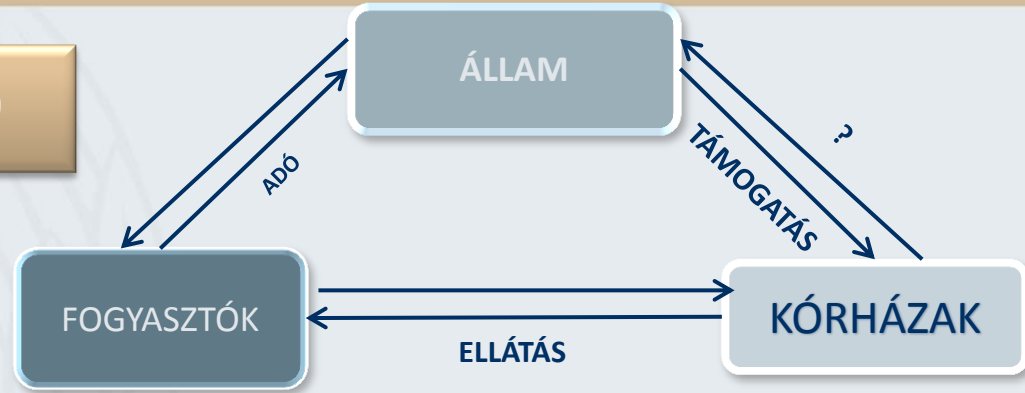 ÁLLAM
?
TÁMOGATÁS
ADÓ
FOGYASZTÓK
KÓRHÁZAK
ELLÁTÁS